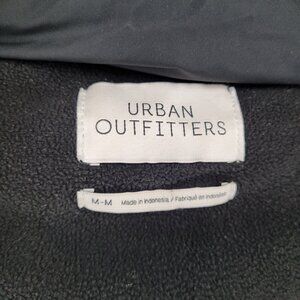 URBAN
OUTFITTERS
M-M Made in Indonesia / Fabriqué en Indonésie